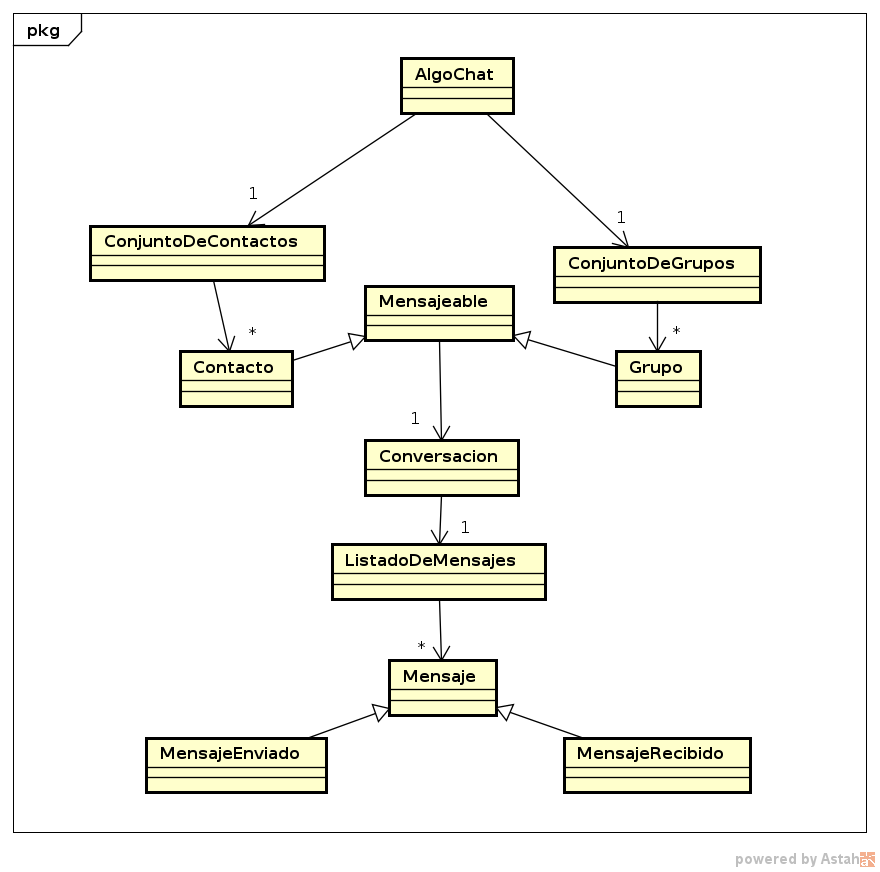 pkg
AlgoChat
1
1
ConjuntoDeContactos
ConjuntoDeGrupos
Mensajeable
*
*
Contacto
Grupo
1
Conversacion
1
ListadoDeMensajes
*
Mensaje
MensajeEnviado
MensajeRecibido
powered by Astah